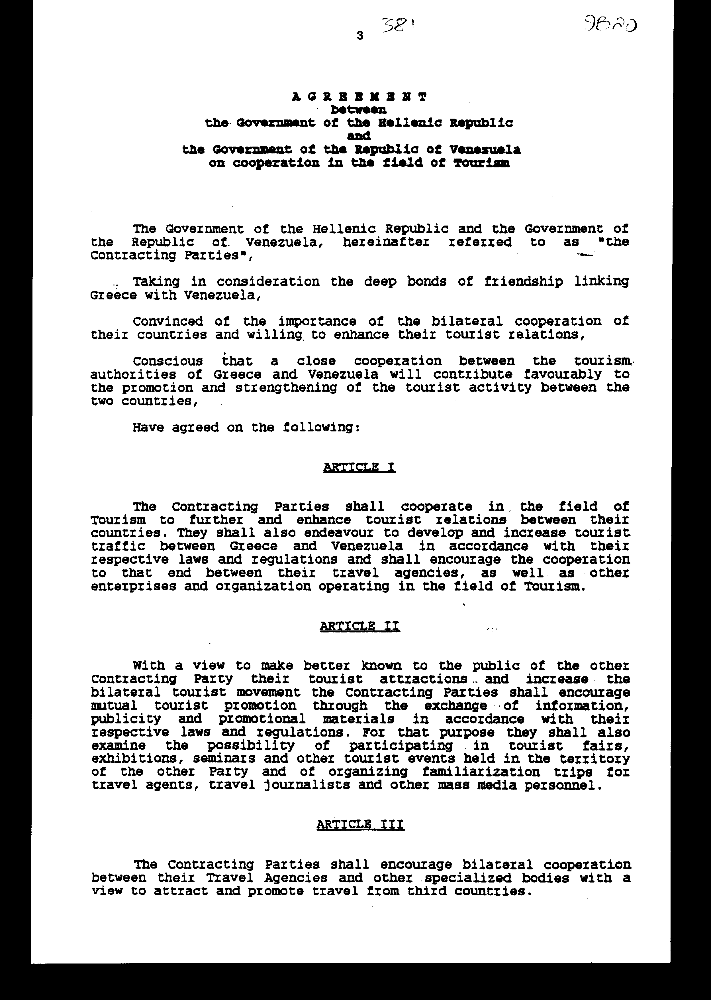 381
9820
3
A G R E E M E N T
between
the Government of the Hellenic Republic
and
the Government of the Republic of Venezuela
on cooperation in the field of Tourism
The Government of the Hellenic Republic and the Government of
the Republic of Venezuela, hereinafter referred to as "the
Contracting Parties",
Taking in consideration the deep bonds of friendship linking
Greece with Venezuela,
Convinced of the importance of the bilateral cooperation of
their countries and willing to enhance their tourist relations,
Conscious that a close cooperation between the tourism
authorities of Greece and Venezuela will contribute favourably to
the promotion and strengthening of the tourist activity between the
two countries,
Have agreed on the following:
ARTICLE I
The Contracting Parties shall cooperate in the field of
Tourism to further and enhance tourist relations between their
countries. They shall also endeavour to develop and increase tourist
traffic between Greece and Venezuela in accordance with their
respective laws and regulations and shall encourage the cooperation
to that end between their travel agencies, as well as other
enterprises and organization operating in the field of Tourism.
ARTICLE II
With a view to make better known to the public of the other
Contracting Party their tourist attractions and increase the
bilateral tourist movement the Contracting Parties shall encourage
mutual tourist promotion through the exchange of information,
publicity and promotional materials in accordance with their
respective laws and regulations. For that purpose they shall also
examine the possibility of participating in tourist fairs,
exhibitions, seminars and other tourist events held in the territory
of the other Party and of organizing familiarization trips for
travel agents, travel journalists and other mass media personnel.
ARTICLE III
The Contracting Parties shall encourage bilateral cooperation
between their Travel Agencies and other specialized bodies with a
view to attract and promote travel from third countries.